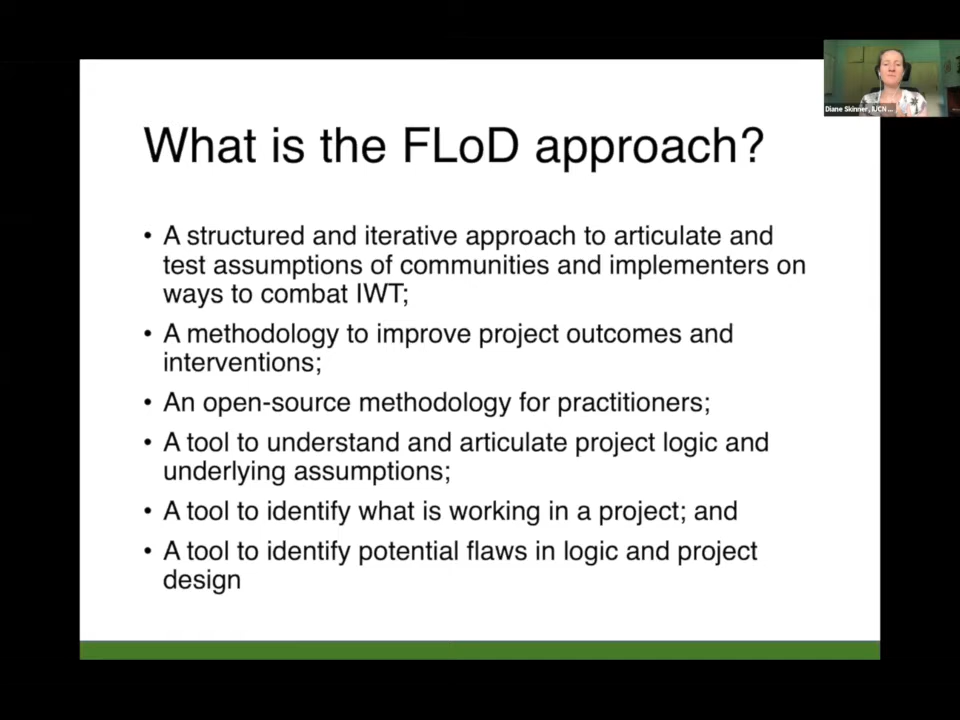 Diane Skinner, IUCN ...
What is the FLoD approach?
• A structured and iterative approach to articulate and
test assumptions of communities and implementers on
ways to combat IWT;
• A methodology to improve project outcomes and
interventions;
• An open-source methodology for practitioners;
• A tool to understand and articulate project logic and
underlying assumptions;
• A tool to identify what is working in a project; and
• A tool to identify potential flaws in logic and project
design